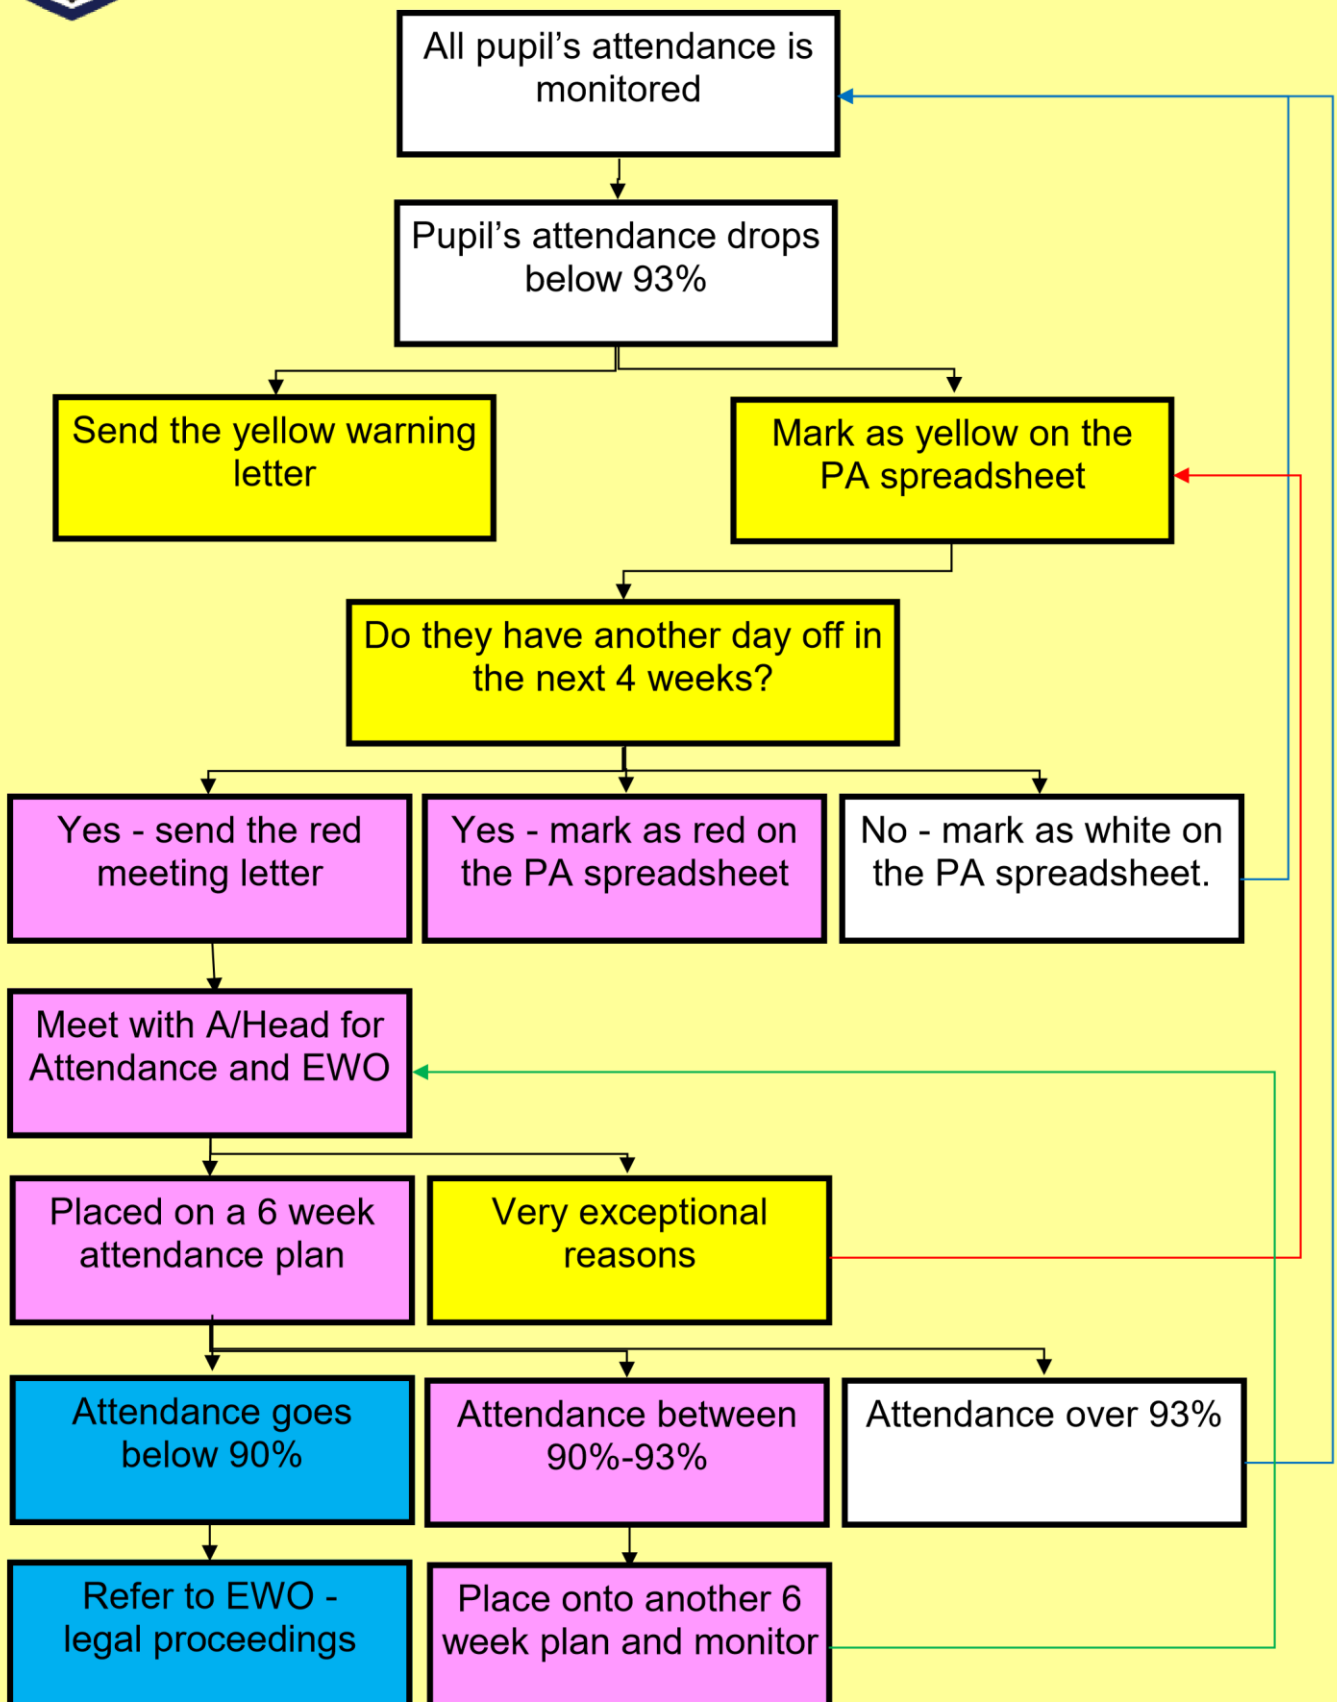 All pupil’s attendance is
monitored
Pupil’s attendance drops
below 93%
Send the yellow warning
letter
Mark as yellow on the
PA spreadsheet
Do they have another day off in
the next 4 weeks?
Yes - send the red
meeting letter
Yes - mark as red on
the PA spreadsheet
No - mark as white on
the PA spreadsheet.
Meet with A/Head for
Attendance and EWO
Placed on a 6 week
attendance plan
Very exceptional
reasons
Attendance goes
below 90%
Attendance between
90%-93%
Attendance over 93%
Refer to EWO -
legal proceedings
Place onto another 6
week plan and monitor